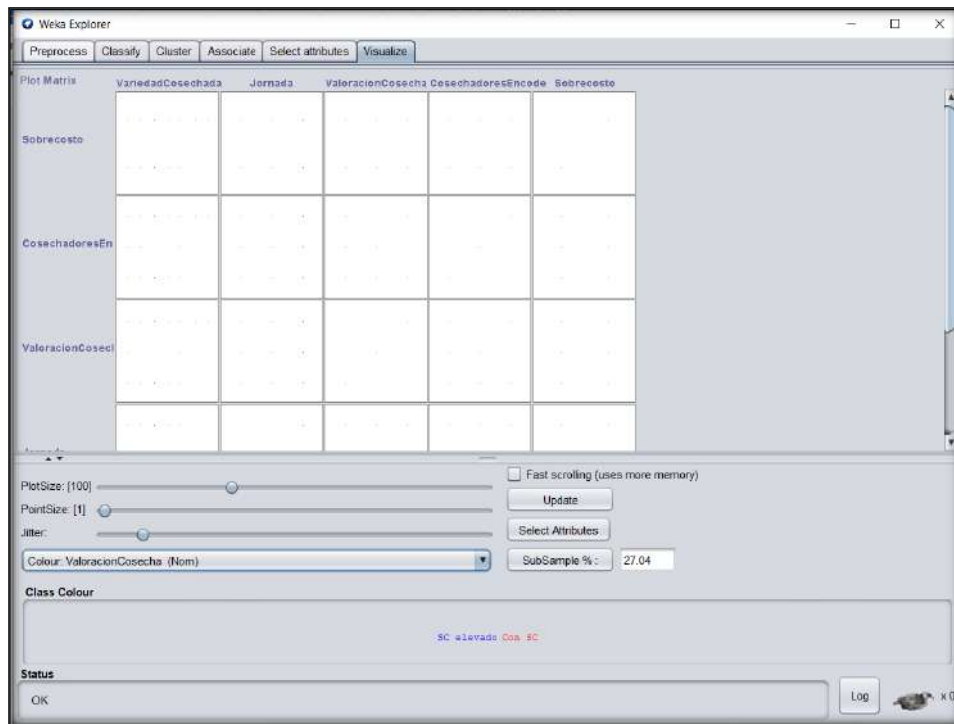 Weka Explorer
Preprocess Classify Cluster Associate Select attributes Visualize
Plot Matrix VariedadCosechada Jornada ValoracionCosecha CosechadoresEncode Sobrecosto
Sobrecosto
CosechadoresEn
ValoracionCosecl
PlotSize: [100]
PointSize: [1]
Jitter:
Fast scrolling (uses more memory)
Update
Select Attributes
Colour: ValoracionCosecha (Nom)
SubSample % : 27.04
Class Colour
SC elevado Con SC
Status
OK
Log
x 0